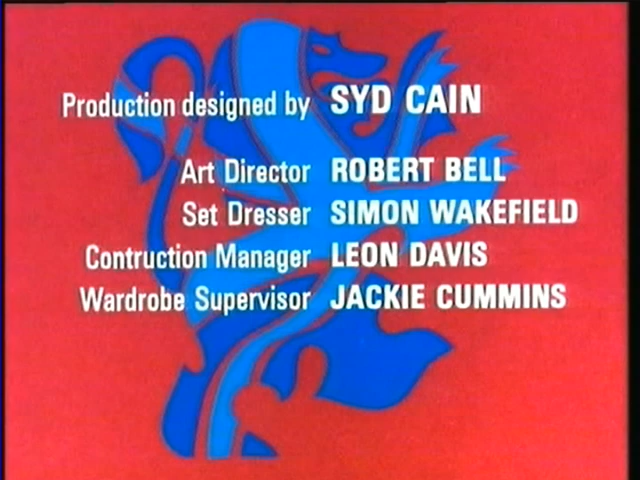 Production designed by SYD CAIN
Art Director ROBERT BELL
Set Dresser SIMON WAKEFIELD
Contruction Manager LEON DAVIS
Wardrobe Supervisor JACKIE CUMMINS